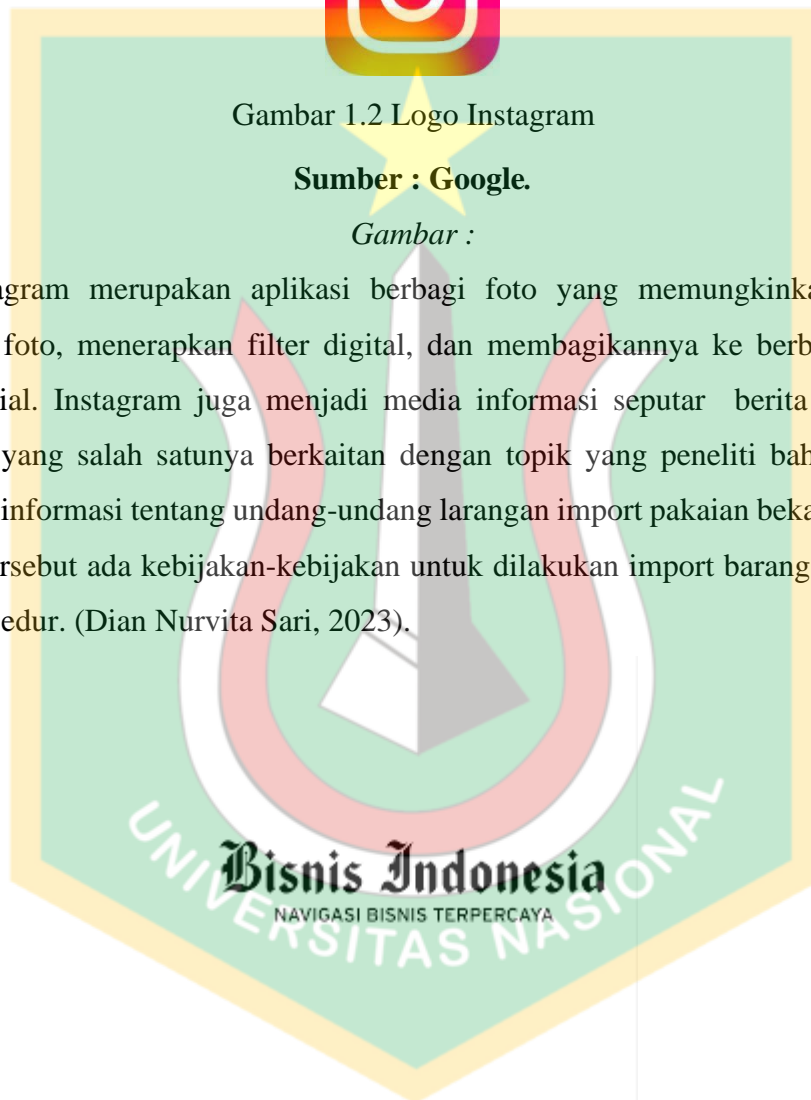 Gambar 1.2 Logo Instagram
Sumber : Google.
Gambar :
agram merupakan aplikasi berbagi foto yang memungkinka
foto, menerapkan filter digital, dan membagikannya ke berb
ial. Instagram juga menjadi media informasi seputar berita
yang salah satunya berkaitan dengan topik yang peneliti bah
informasi tentang undang-undang larangan import pakaian beka
rsebut ada kebijakan-kebijakan untuk dilakukan import barang
edur. (Dian Nurvita Sari, 2023).
Bisnis Indonesia
NAVIGASI BISNIS TERPERCAYA
UNIVERSITAS NASIONAL